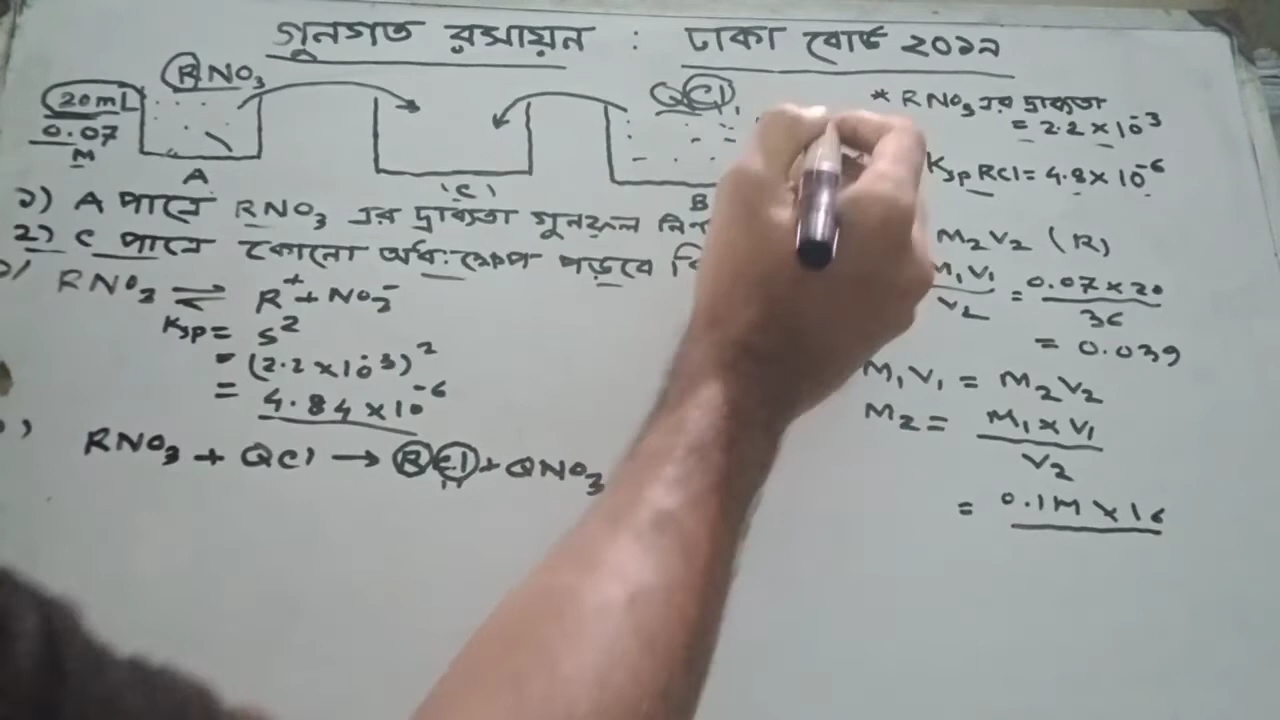 গুনগত রসায়ন : ঢাকা বোর্ড ২০১৯
RNO₃
20mL
0.07
M
A
'C'
QCl
B
* RNO₃ এর দ্রাব্যতা
= 2.2 × 10⁻³
Ksp RCl = 4.8 × 10⁻⁶
১) A পাত্রে RNO₃ এর দ্রাব্যতা গুনফল
২) C পাত্রে কোনো অধঃক্ষেপ পড়বে কি
RNO₃ ⇌ R⁺ + NO₃⁻
Ksp = S²
= (2.2 × 10⁻³)²
= 4.84 × 10⁻⁶
RNO₃ + QCl → RCl + QNO₃
M₂V₂ (R)
M₁V₁/V₂ = 0.07 × 20/36
= 0.039
M₁V₁ = M₂V₂
M₂ = M₁ × V₁/V₂
= 0.1M × 16